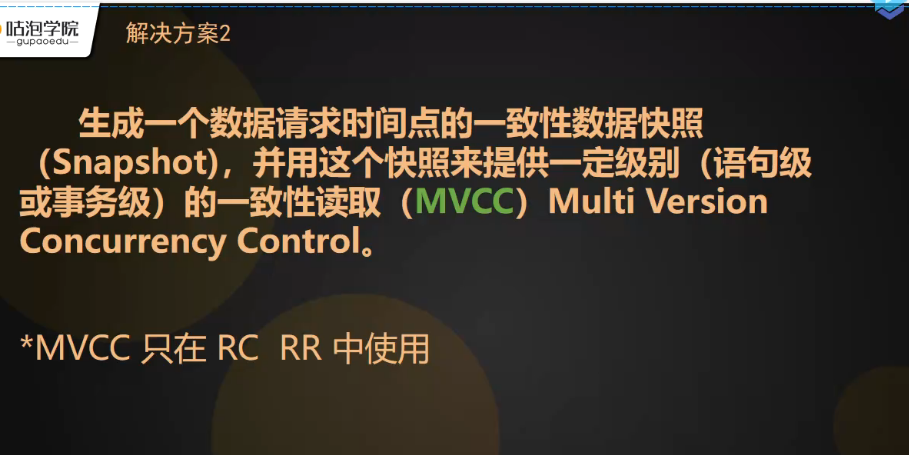 咕泡学院
gupaoedu
解决方案2
生成一个数据请求时间点的一致性数据快照
（Snapshot)，并用这个快照来提供一定级别（语句级
或事务级）的一致性读取（MVCC）Multi Version
Concurrency Control。
*MVCC 只在 RC RR 中使用